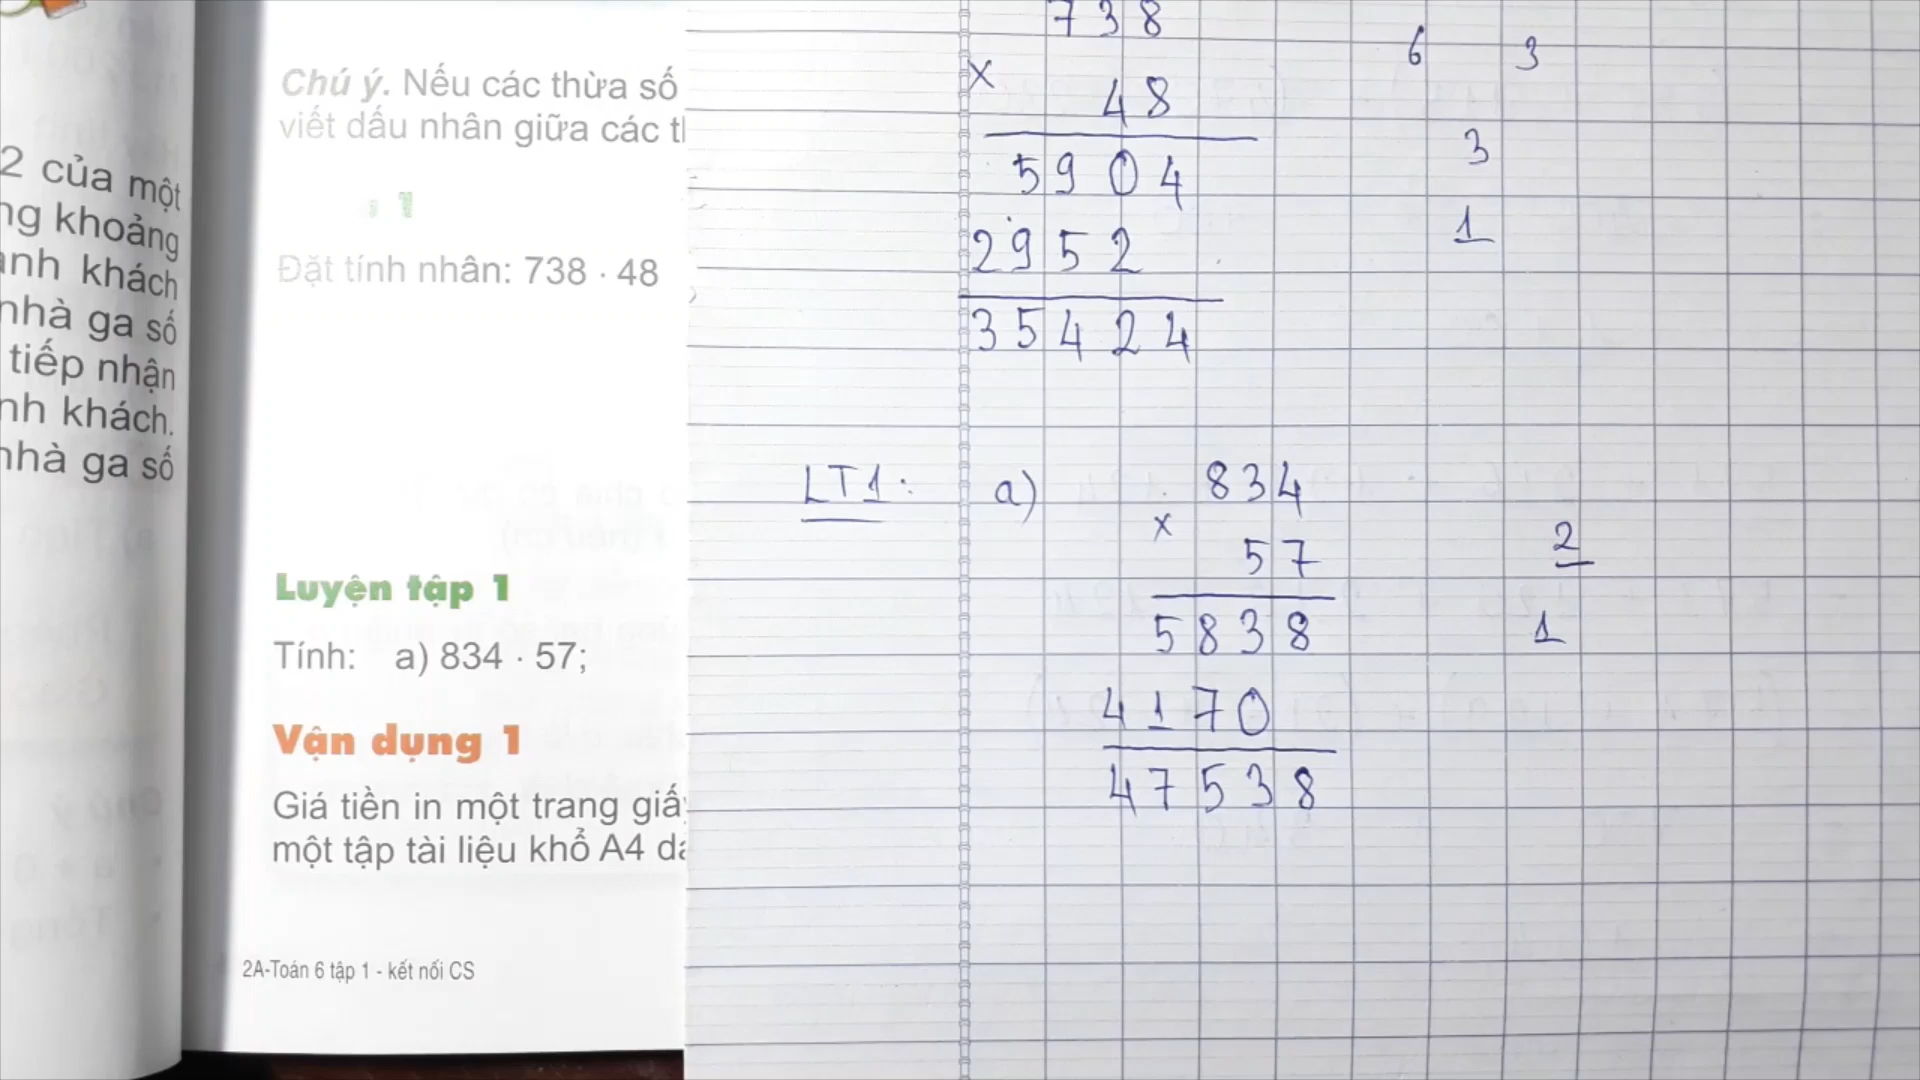 2 của một
ng khoảng
anh khách
nhà ga số
tiếp nhận
nh khách.
nhà ga số
Chú ý. Nếu các thừa số
viết dấu nhân giữa các
1
Đặt tính nhân: 738 · 48
Luyện tập 1
Tính: a) 834 · 57;
Vận dụng 1
Giá tiền in một trang giấy
một tập tài liệu khổ A4
2A-Toán 6 tập 1 - kết nối CS
738
x
48
5904
2952
35424
6 3
3
1
LT1: a) 834
x
57
5838
4170
47538
2
1